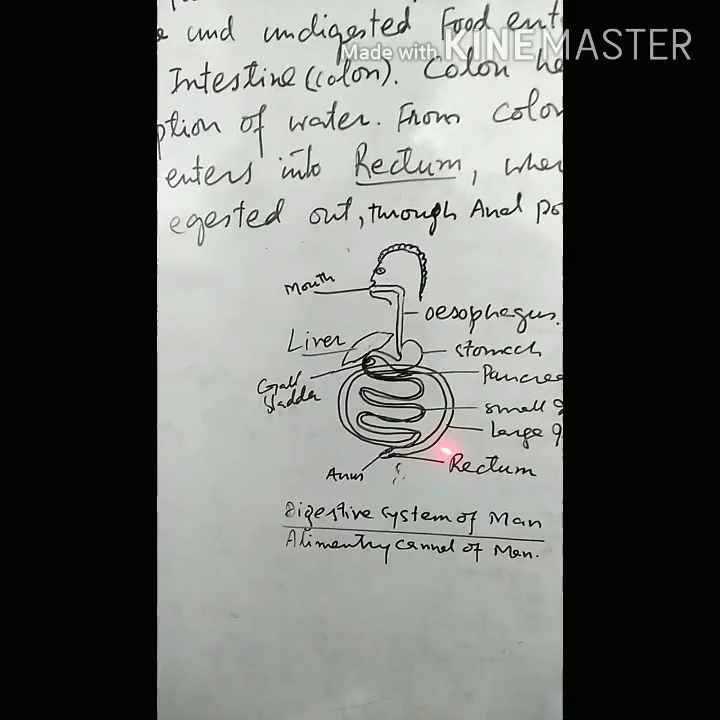 e and undigested Food ent
Made with KINEMASTER
Intestine (colon). Colon he
ption of water. From colon
enters into Rectum, wher
egested out, through Anal po
Mouth
oesophegus.
Liver
stomech
Gall
bladder
Pancrea
small I
Large I
Rectum
Anus
Digestive system of Man
Alimentry cannel of Man.